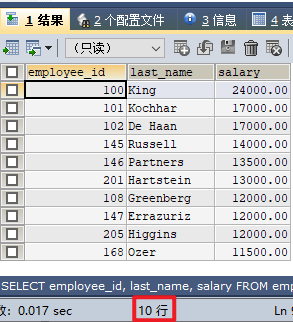 1 结果 2 个配置文件 3 信息 4 表
(只读)
employee_id last_name salary
100 King 24000.00
101 Kochhar 17000.00
102 De Haan 17000.00
145 Russell 14000.00
146 Partners 13500.00
201 Hartstein 13000.00
108 Greenberg 12000.00
147 Errazuriz 12000.00
205 Higgins 12000.00
168 Ozer 11500.00
SELECT employee_id, last_name, salary FROM emp
: 0.017 sec 10 行 Ln 9